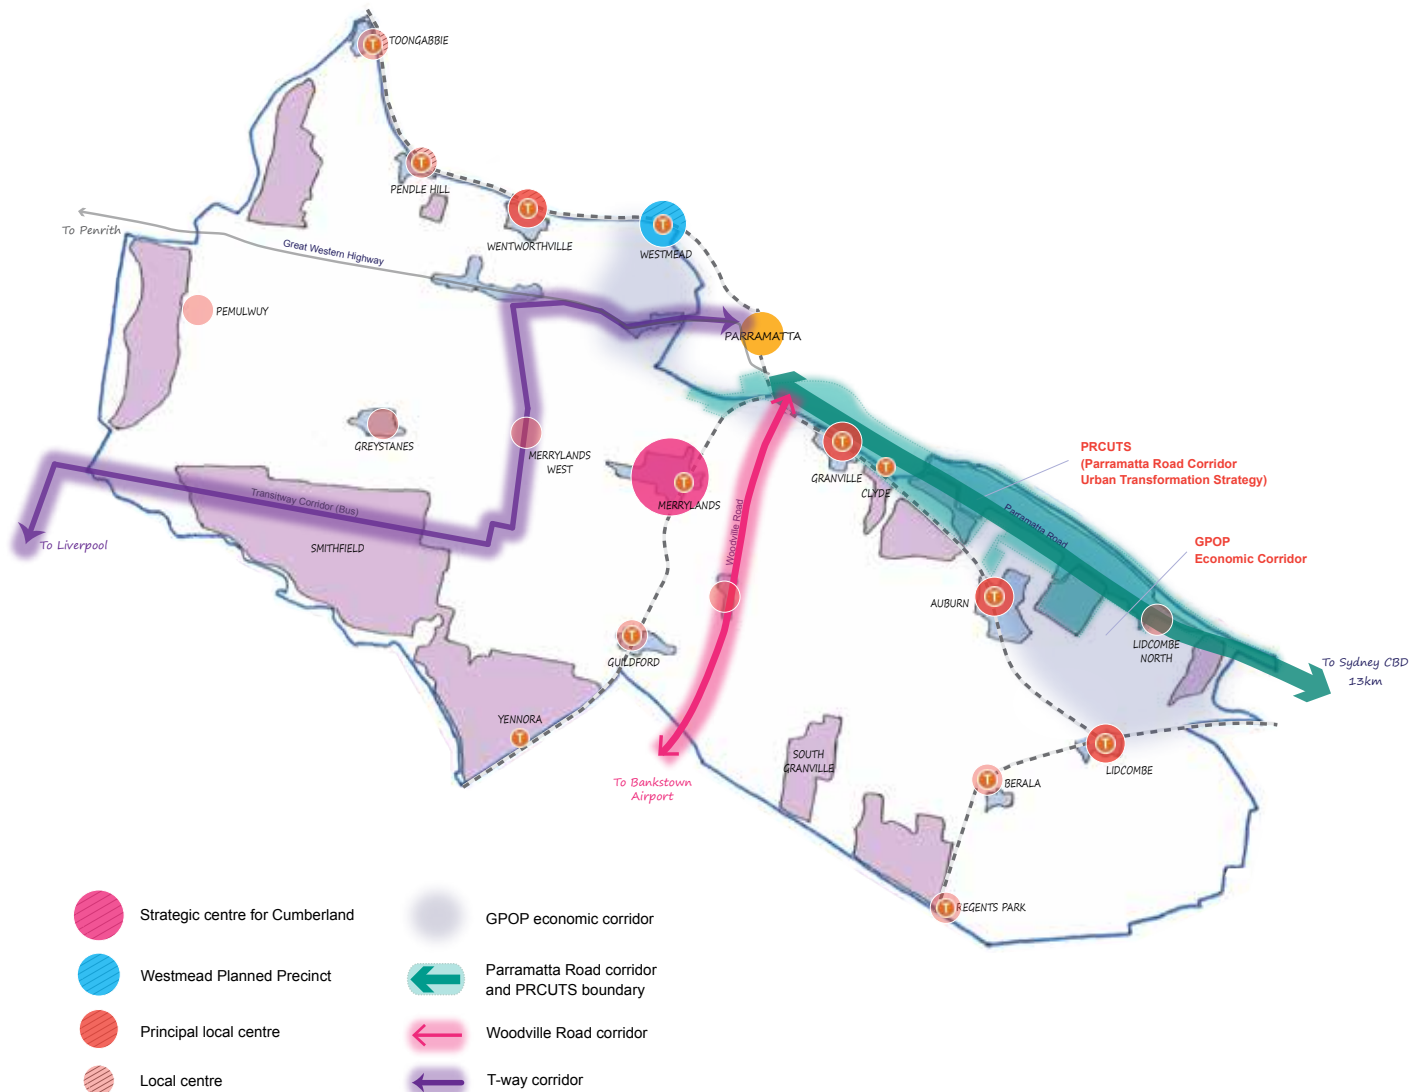 TOONGABBIE
T
T
PENDLE HILL
T
WENTWORTHVILLE
T
WESTMEAD
To Penrith
Great Western Highway
PEMULWUY
PARRAMATTA
GREYSTANES
MERRYLANDS
WEST
T
MERRYLANDS
T
GRANVILLE
T
CLYDE
PRCUTS
(Parramatta Road Corridor
Urban Transformation Strategy)
Transitway Corridor (Bus)
Woodville Road
Parramatta Road
To Liverpool
SMITHFIELD
GPOP
Economic Corridor
AUBURN
T
LIDCOMBE
NORTH
T
GUILDFORD
To Sydney CBD
13km
YENNORA
T
SOUTH
GRANVILLE
T
LIDCOMBE
To Bankstown
Airport
T
BERALA
T
REGENTS PARK
Strategic centre for Cumberland
Westmead Planned Precinct
Principal local centre
Local centre
GPOP economic corridor
Parramatta Road corridor
and PRCUTS boundary
Woodville Road corridor
T-way corridor